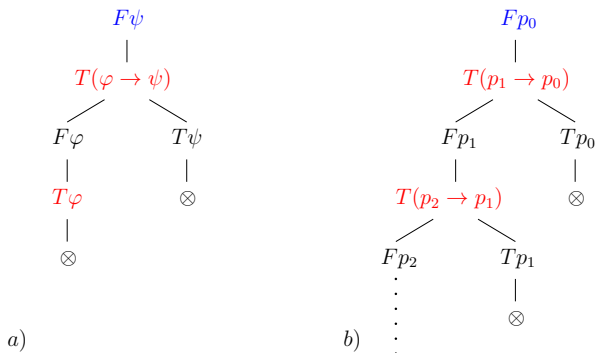 Fψ
T(φ → ψ)
Fφ Tψ
Tφ ⊗
⊗
a)
Fp₀
T(p₁ → p₀)
Fp₁ Tp₀
T(p₂ → p₁) ⊗
Fp₂ Tp₁
⊗
b)